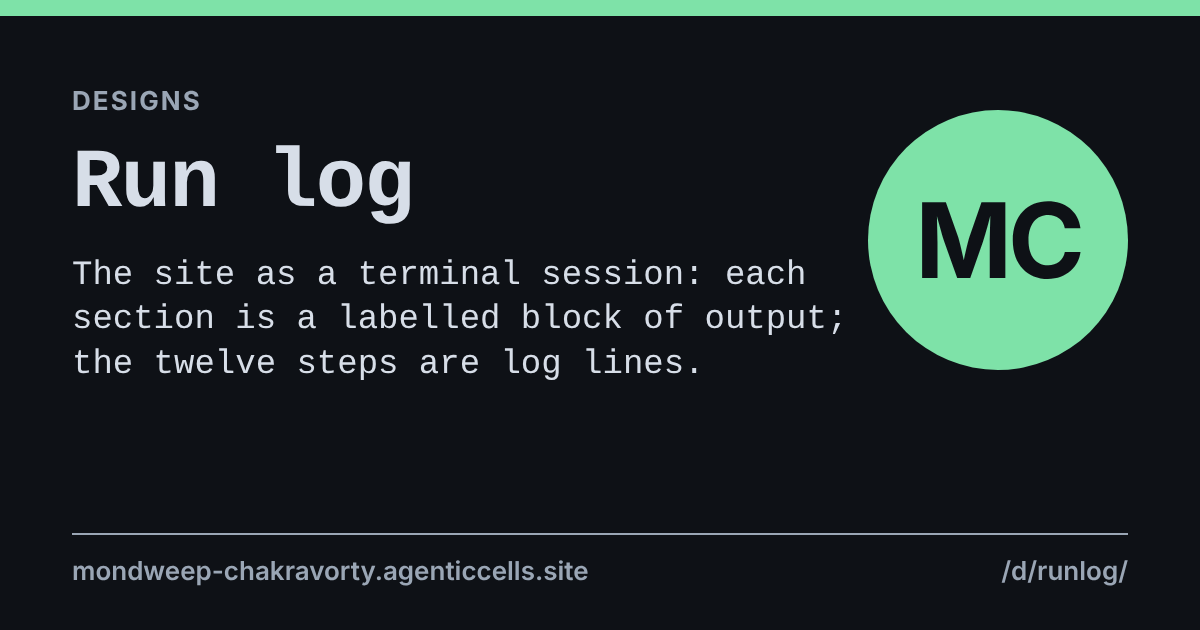 DESIGNS
Run log
The site as a terminal session: each
section is a labelled block of output;
the twelve steps are log lines.
MC
mondweep-chakravorty.agenticcells.site
/d/runlog/